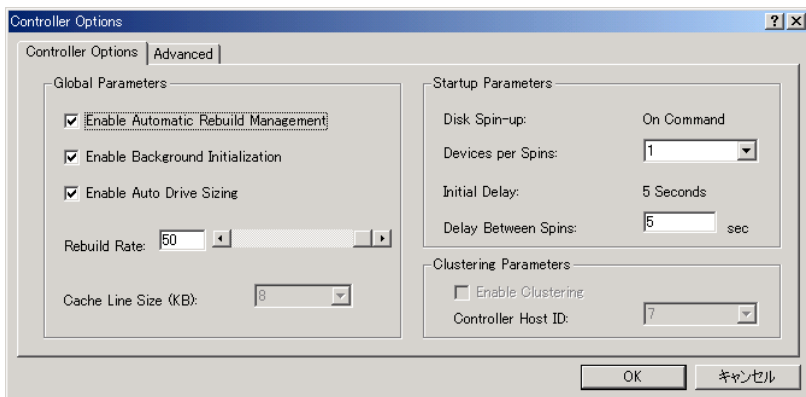 Controller Options
Controller Options
Advanced
Global Parameters
Enable Automatic Rebuild Management
Enable Background Initialization
Enable Auto Drive Sizing
Rebuild Rate: 50
Cache Line Size (KB): 8
Startup Parameters
Disk Spin-up: On Command
Devices per Spins: 1
Initial Delay: 5 Seconds
Delay Between Spins: 5 sec
Clustering Parameters
Enable Clustering
Controller Host ID: 7
OK
キャンセル